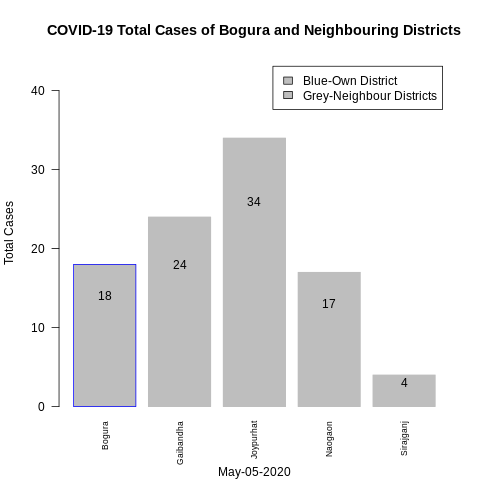 COVID-19 Total Cases of Bogura and Neighbouring Districts
Blue-Own District
Grey-Neighbour Districts
Total Cases
40
30
20
10
0
18
24
34
17
4
Bogura
Gaibandha
Joypurhat
Naogaon
Sirajganj
May-05-2020